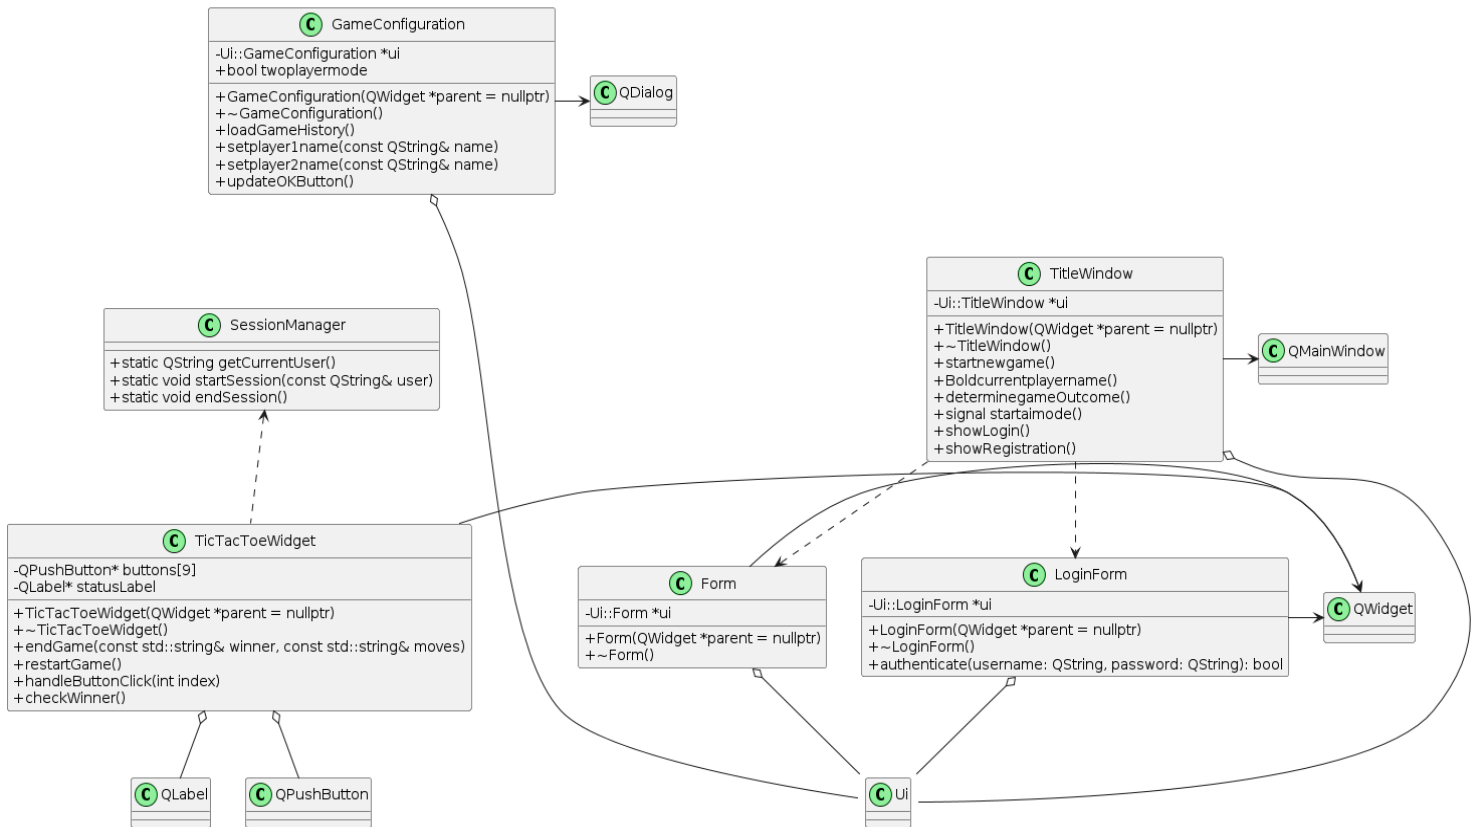 C GameConfiguration
-Ui::GameConfiguration *ui
+bool twoplayermode
+GameConfiguration(QWidget *parent = nullptr)
+~GameConfiguration()
+loadGameHistory()
+setplayer1name(const QString& name)
+setplayer2name(const QString& name)
+updateOKButton()
C QDialog
C TitleWindow
-Ui::TitleWindow *ui
+TitleWindow(QWidget *parent = nullptr)
+~TitleWindow()
+startnewgame()
+Boldcurrentplayername()
+determinegameOutcome()
+signal startaimode()
+showLogin()
+showRegistration()
C QMainWindow
C SessionManager
+static QString getCurrentUser()
+static void startSession(const QString& user)
+static void endSession()
C TicTacToeWidget
-QPushButton* buttons[9]
-QLabel* statusLabel
+TicTacToeWidget(QWidget *parent = nullptr)
+~TicTacToeWidget()
+endGame(const std::string& winner, const std::string& moves)
+restartGame()
+handleButtonClick(int index)
+checkWinner()
C Form
-Ui::Form *ui
+Form(QWidget *parent = nullptr)
+~Form()
C LoginForm
-Ui::LoginForm *ui
+LoginForm(QWidget *parent = nullptr)
+~LoginForm()
+authenticate(username: QString, password: QString): bool
C QWidget
C QLabel
C QPushButton
C Ui